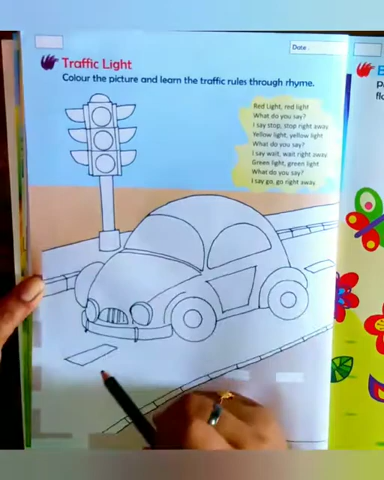 Date
Traffic Light
Colour the picture and learn the traffic rules through rhyme.
Red Light, red light
What do you say?
I say stop, stop right away
Yellow light, yellow light
What do you say?
I say wait, wait right away
Green light, green light
What do you say?
I say go, go right away